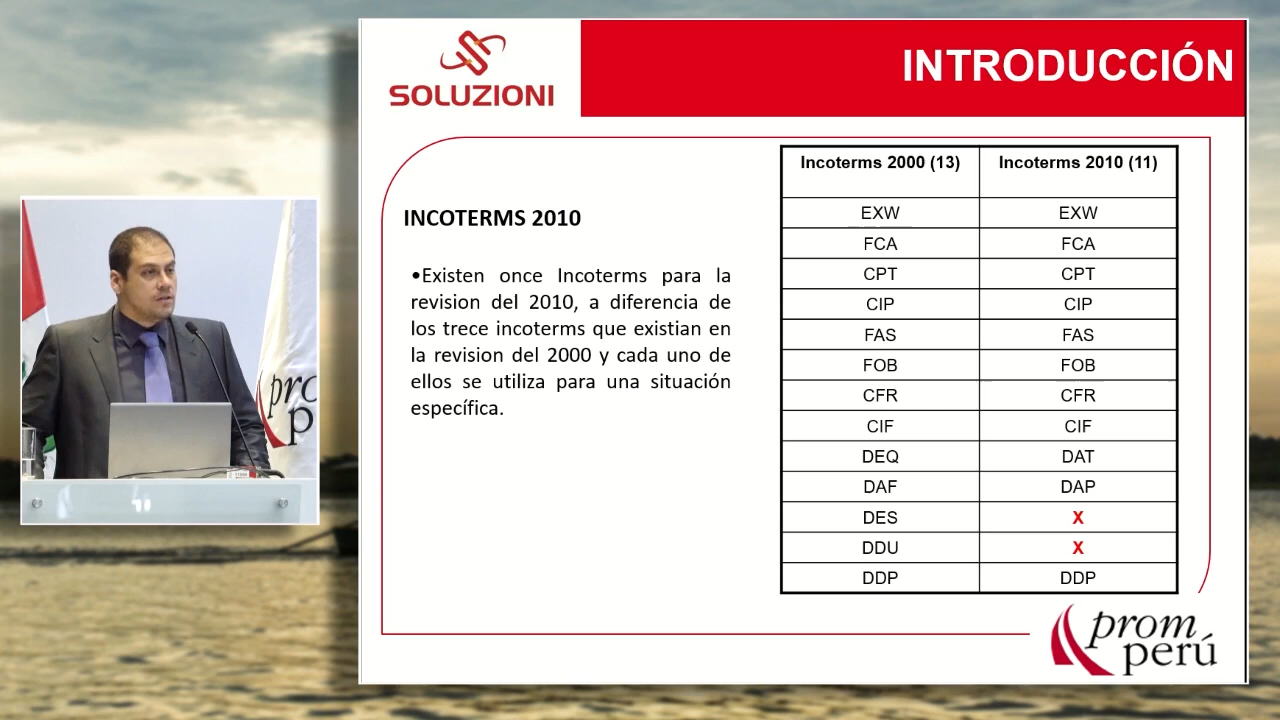 SOLUZIONI
INTRODUCCIÓN
INCOTERMS 2010
•Existen once Incoterms para la
revision del 2010, a diferencia de
los trece incoterms que existian en
la revision del 2000 y cada uno de
ellos se utiliza para una situación
específica.
Incoterms 2000 (13) Incoterms 2010 (11)
EXW EXW
FCA FCA
CPT CPT
CIP CIP
FAS FAS
FOB FOB
CFR CFR
CIF CIF
DEQ DAT
DAF DAP
DES X
DDU X
DDP DDP
prom
perú
pro
p